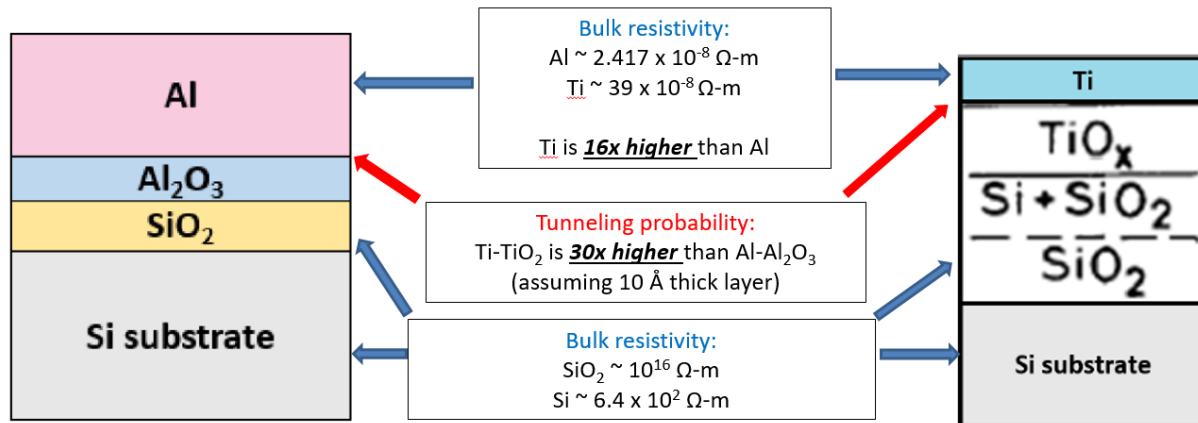 Al
Al₂O₃
SiO₂
Si substrate
Bulk resistivity:
Al ~ 2.417 x 10⁻⁸ Ω-m
Ti ~ 39 x 10⁻⁸ Ω-m
Ti is 16x higher than Al
Tunneling probability:
Ti-TiO₂ is 30x higher than Al-Al₂O₃
(assuming 10 Å thick layer)
Bulk resistivity:
SiO₂ ~ 10¹⁶ Ω-m
Si ~ 6.4 x 10² Ω-m
Ti
TiOₓ
Si + SiO₂
SiO₂
Si substrate